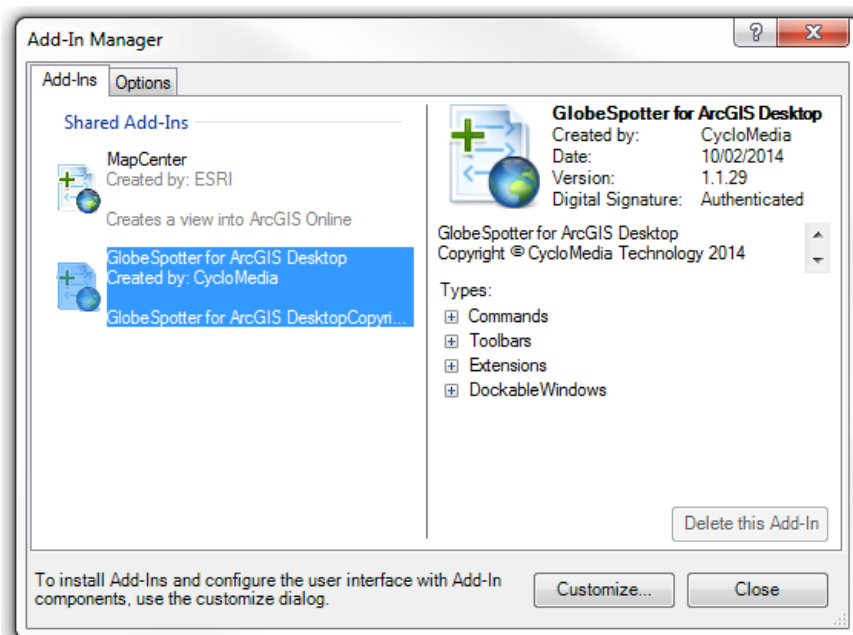 Add-In Manager
Add-Ins
Options
Shared Add-Ins
MapCenter
Created by: ESRI
Creates a view into ArcGIS Online
GlobeSpotter for ArcGIS Desktop
Created by: CycloMedia
GlobeSpotter for ArcGIS DesktopCopyri...
GlobeSpotter for ArcGIS Desktop
Created by: CycloMedia
Date: 10/02/2014
Version: 1.1.29
Digital Signature: Authenticated
GlobeSpotter for ArcGIS Desktop
Copyright © CycloMedia Technology 2014
Types:
Commands
Toolbars
Extensions
DockableWindows
Delete this Add-In
To install Add-Ins and configure the user interface with Add-In
components, use the customize dialog.
Customize...
Close